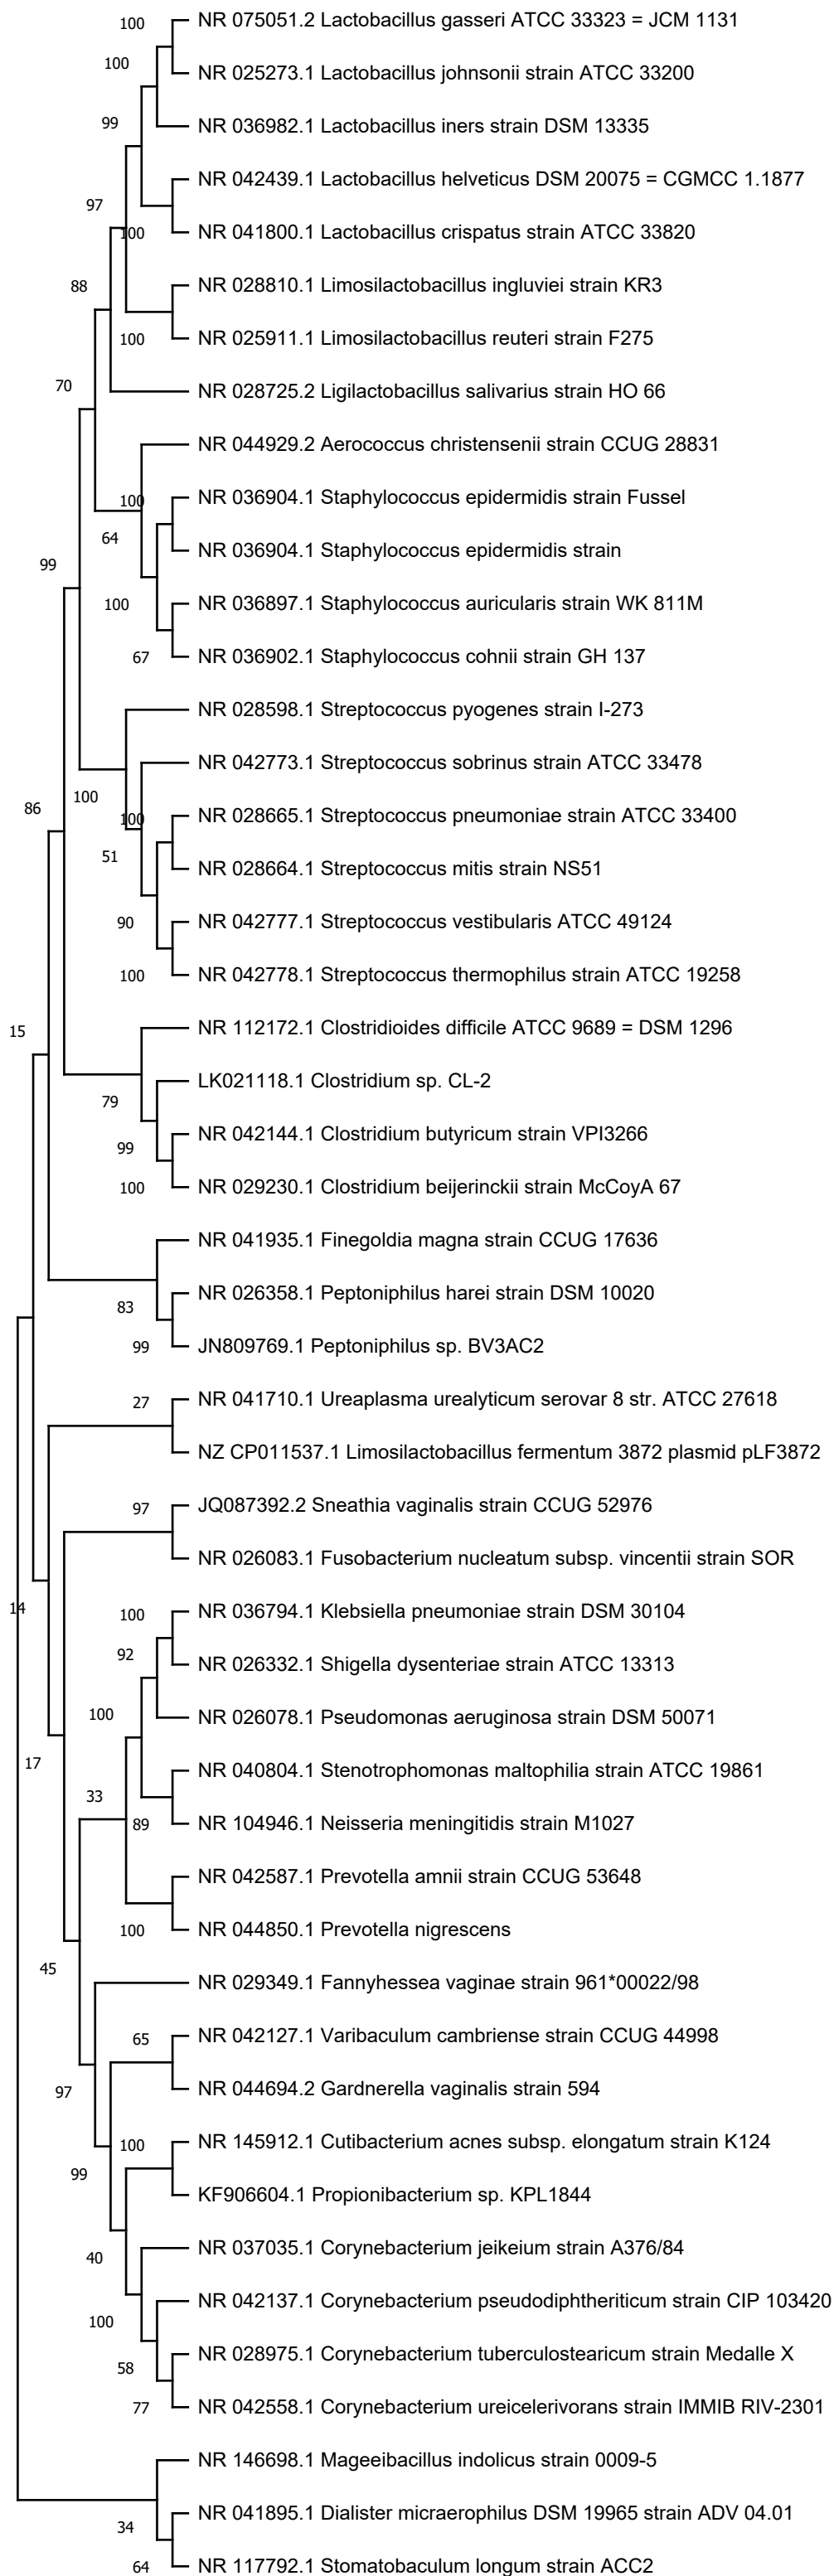 100
NR 075051.2 Lactobacillus gasseri ATCC 33323 = JCM 1131
100
NR 025273.1 Lactobacillus johnsonii strain ATCC 33200
99
NR 036982.1 Lactobacillus iners strain DSM 13335
NR 042439.1 Lactobacillus helveticus DSM 20075 = CGMCC 1.1877
97
100
NR 041800.1 Lactobacillus crispatus strain ATCC 33820
88
NR 028810.1 Limosilactobacillus ingluviei strain KR3
100
NR 025911.1 Limosilactobacillus reuteri strain F275
70
NR 028725.2 Ligilactobacillus salivarius strain HO 66
NR 044929.2 Aerococcus christensenii strain CCUG 28831
100
NR 036904.1 Staphylococcus epidermidis strain Fussel
64
NR 036904.1 Staphylococcus epidermidis strain
99
100
NR 036897.1 Staphylococcus auricularis strain WK 811M
67
NR 036902.1 Staphylococcus cohnii strain GH 137
NR 028598.1 Streptococcus pyogenes strain I-273
NR 042773.1 Streptococcus sobrinus strain ATCC 33478
100
86
100
NR 028665.1 Streptococcus pneumoniae strain ATCC 33400
51
NR 028664.1 Streptococcus mitis strain NS51
90
NR 042777.1 Streptococcus vestibularis ATCC 49124
100
NR 042778.1 Streptococcus thermophilus strain ATCC 19258
15
NR 112172.1 Clostridioides difficile ATCC 9689 = DSM 1296
LK021118.1 Clostridium sp. CL-2
79
NR 042144.1 Clostridium butyricum strain VPI3266
99
100
NR 029230.1 Clostridium beijerinckii strain McCoyA 67
NR 041935.1 Finegoldia magna strain CCUG 17636
NR 026358.1 Peptoniphilus harei strain DSM 10020
83
99
JN809769.1 Peptoniphilus sp. BV3AC2
27
NR 041710.1 Ureaplasma urealyticum serovar 8 str. ATCC 27618
NZ CP011537.1 Limosilactobacillus fermentum 3872 plasmid pLF3872
97
JQ087392.2 Sneathia vaginalis strain CCUG 52976
NR 026083.1 Fusobacterium nucleatum subsp. vincentii strain SOR
14
100
NR 036794.1 Klebsiella pneumoniae strain DSM 30104
92
NR 026332.1 Shigella dysenteriae strain ATCC 13313
100
NR 026078.1 Pseudomonas aeruginosa strain DSM 50071
17
NR 040804.1 Stenotrophomonas maltophilia strain ATCC 19861
33
89
NR 104946.1 Neisseria meningitidis strain M1027
NR 042587.1 Prevotella amnii strain CCUG 53648
100
NR 044850.1 Prevotella nigrescens
45
NR 029349.1 Fannyhessea vaginae strain 961*00022/98
65
NR 042127.1 Varibaculum cambriense strain CCUG 44998
97
NR 044694.2 Gardnerella vaginalis strain 594
100
NR 145912.1 Cutibacterium acnes subsp. elongatum strain K124
99
KF906604.1 Propionibacterium sp. KPL1844
40
NR 037035.1 Corynebacterium jeikeium strain A376/84
NR 042137.1 Corynebacterium pseudodiphtheriticum strain CIP 103420
100
NR 028975.1 Corynebacterium tuberculostearicum strain Medalle X
58
77
NR 042558.1 Corynebacterium ureicelerivorans strain IMMIB RIV-2301
NR 146698.1 Mageeibacillus indolicus strain 0009-5
NR 041895.1 Dialister micraerophilus DSM 19965 strain ADV 04.01
34
64
NR 117792.1 Stomatobaculum longum strain ACC2